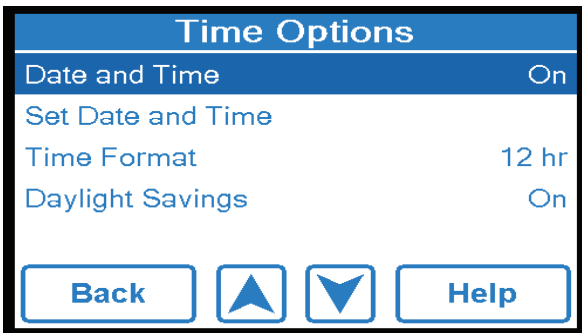 Time Options
Date and Time On
Set Date and Time
Time Format 12 hr
Daylight Savings On
Back Help